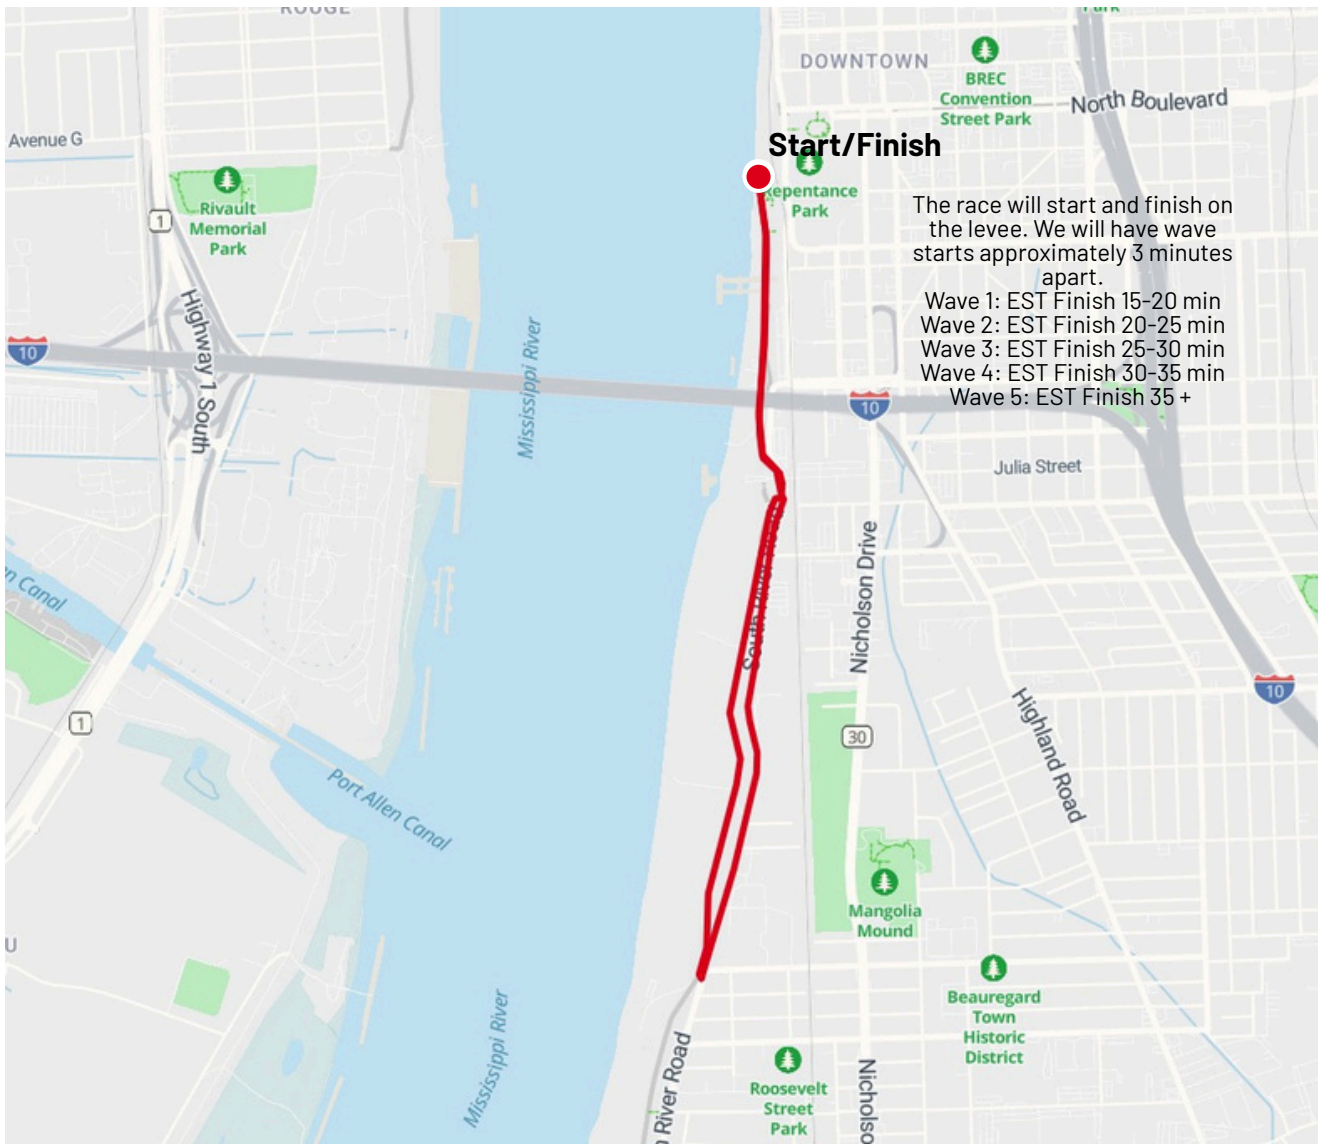 ROUGE
DOWNTOWN
Park
BREC
Convention
Street Park
North Boulevard
Avenue G
Start/Finish
Repentance
Park
Rivault
Memorial
Park
1
The race will start and finish on
the levee. We will have wave
starts approximately 3 minutes
apart.
Wave 1: EST Finish 15-20 min
Wave 2: EST Finish 20-25 min
Wave 3: EST Finish 25-30 min
Wave 4: EST Finish 30-35 min
Wave 5: EST Finish 35 +
10
Highway 1 South
Mississippi River
10
Julia Street
South River Road
Nicholson Drive
n Canal
10
1
30
Highland Road
Port Allen Canal
Mangolia
Mound
U
Beauregard
Town
Historic
District
Mississippi River
n River Road
Nicholso
Roosevelt
Street
Park